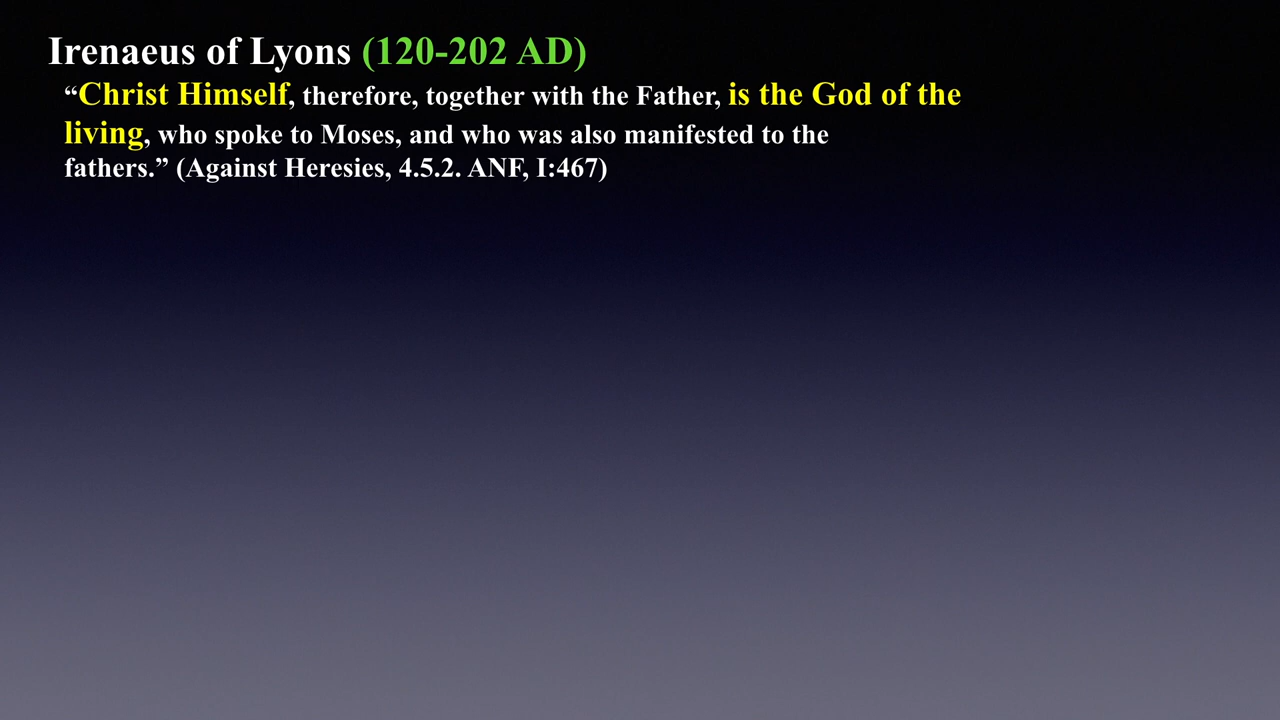 Irenaeus of Lyons (120-202 AD)
“Christ Himself, therefore, together with the Father, is the God of the
living, who spoke to Moses, and who was also manifested to the
fathers.” (Against Heresies, 4.5.2. ANF, I:467)